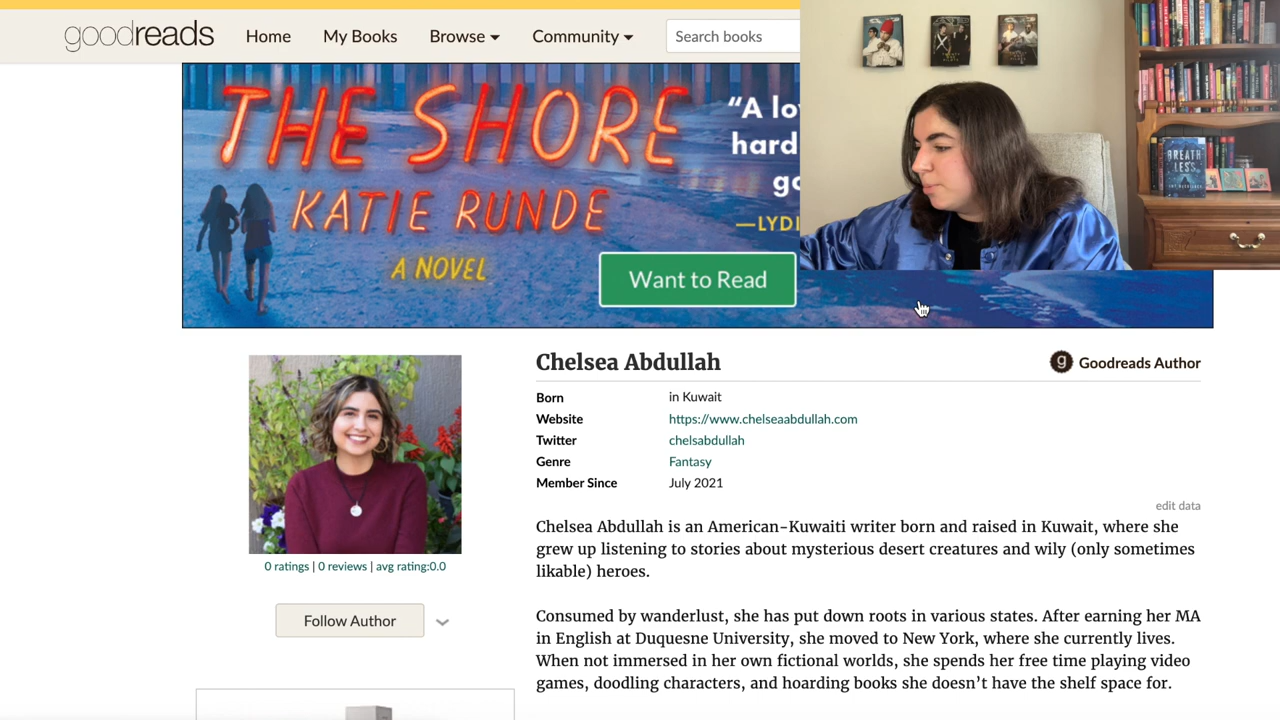 goodreads Home My Books Browse Community Search books
THE SHORE
KATIE RUNDE
A NOVEL
"A lo
hard
go
—LYDI
Want to Read
BREATH
LESS
Chelsea Abdullah
g Goodreads Author
Born in Kuwait
Website https://www.chelseaabdullah.com
Twitter chelsabdullah
Genre Fantasy
Member Since July 2021
edit data
Chelsea Abdullah is an American-Kuwaiti writer born and raised in Kuwait, where she
grew up listening to stories about mysterious desert creatures and wily (only sometimes
likable) heroes.
Consumed by wanderlust, she has put down roots in various states. After earning her MA
in English at Duquesne University, she moved to New York, where she currently lives.
When not immersed in her own fictional worlds, she spends her free time playing video
games, doodling characters, and hoarding books she doesn't have the shelf space for.
0 ratings | 0 reviews | avg rating:0.0
Follow Author